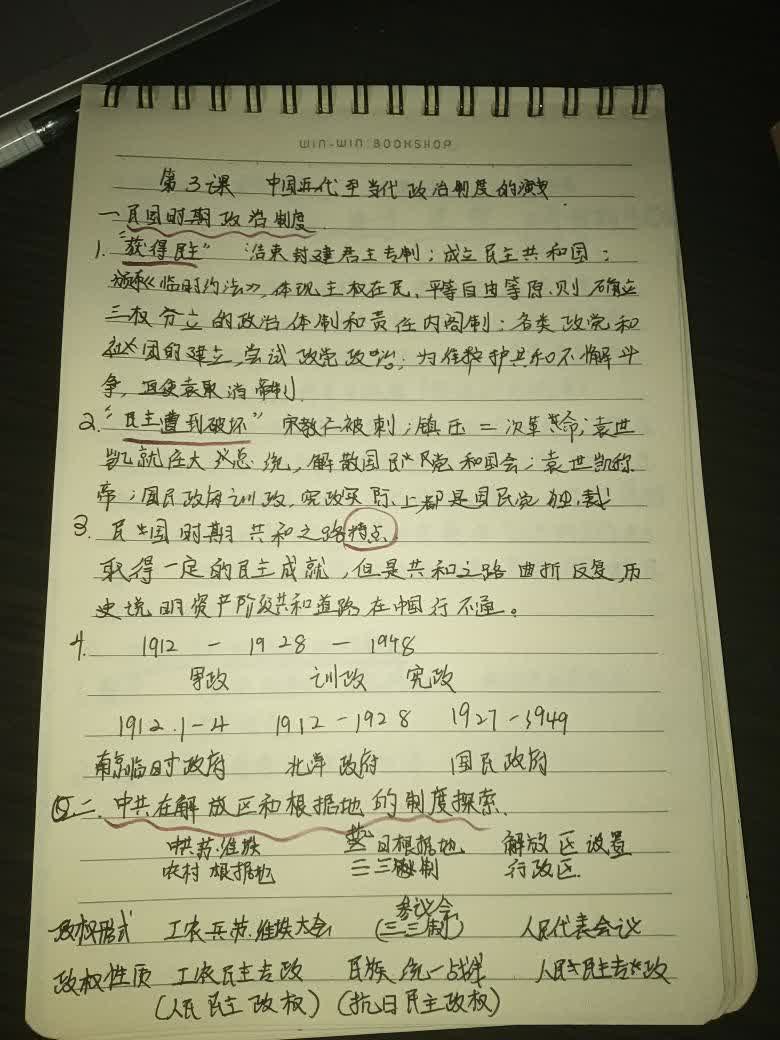 WIN-WIN BOOKSHOP
第3课 中国近代至当代政治制度的演变
一 民国时期政治制度
1. "获得民主" 结束封建君主专制；成立民主共和国；
颁布《临时约法》，体现主权在民、平等自由等原则 确立
三权分立的政治体制和责任内阁制；各类政党和
社团的建立，尝试政党政治；为维护共和不懈斗
争，迫使袁取消帝制
2. "民主遭到破坏" 宋教仁被刺；镇压二次革命；袁世
凯就任大总统，解散国民党和国会；袁世凯称
帝；国民政府训政，宪政实际上都是国民党独裁
3. 民国时期共和之路特点
取得一定的民主成就，但是共和之路曲折反复，历
史说明资产阶级共和道路在中国行不通。
4. 1912 - 1928 - 1948
军政 训政 宪政
1912.1-4 1912-1928 1927-1949
南京临时政府 北洋政府 国民政府
二. 中共在解放区和根据地的制度探索
中共苏维埃 抗日根据地 解放区设置
农村根据地 三三制 行政区.
参议会
政权形式 工农兵苏维埃大会 (三三制) 人民代表会议
政权性质 工农民主专政 民族统一战线 人民民主专政
(人民民主政权) (抗日民主政权)